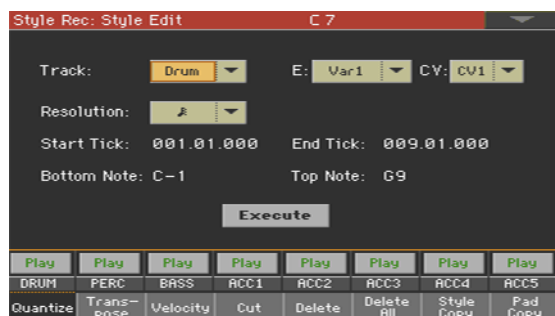 Style Rec: Style Edit C 7
Track: Drum E: Var1 CV: CV1
Resolution:
Start Tick: 001.01.000 End Tick: 009.01.000
Bottom Note: C-1 Top Note: G9
Execute
Play Play Play Play Play Play Play Play
DRUM PERC BASS ACC1 ACC2 ACC3 ACC4 ACC5
Quantize Trans-pose Velocity Cut Delete Delete All Style Copy Pad Copy